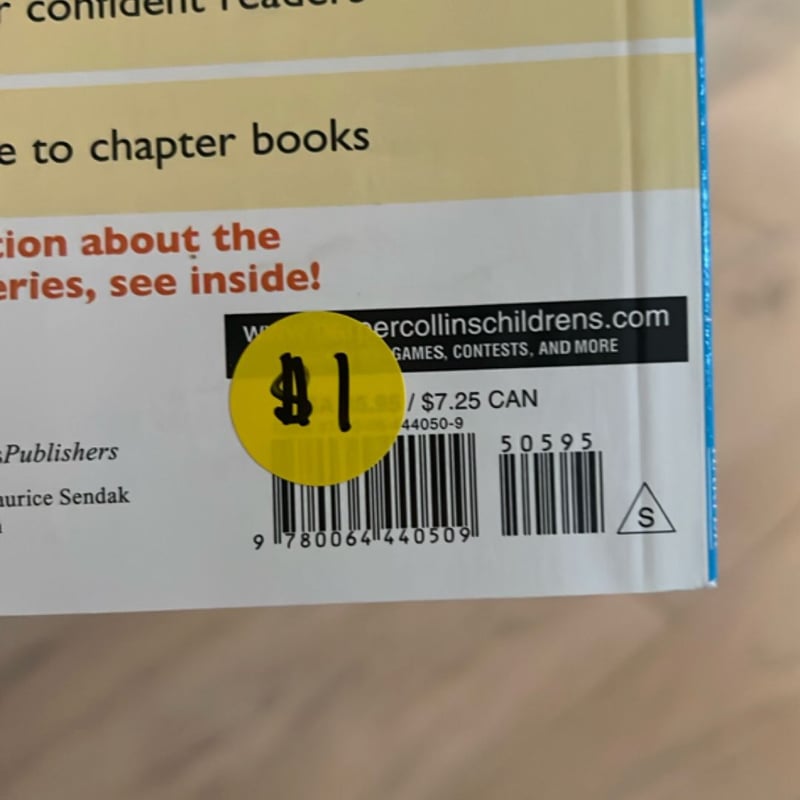 r confident readers
e to chapter books
tion about the
eries, see inside!
ercollinschildrens.com
GAMES, CONTESTS, AND MORE
$1
/ $7.25 CAN
44050-9
50595
sPublishers
aurice Sendak
9 780064 440509
S